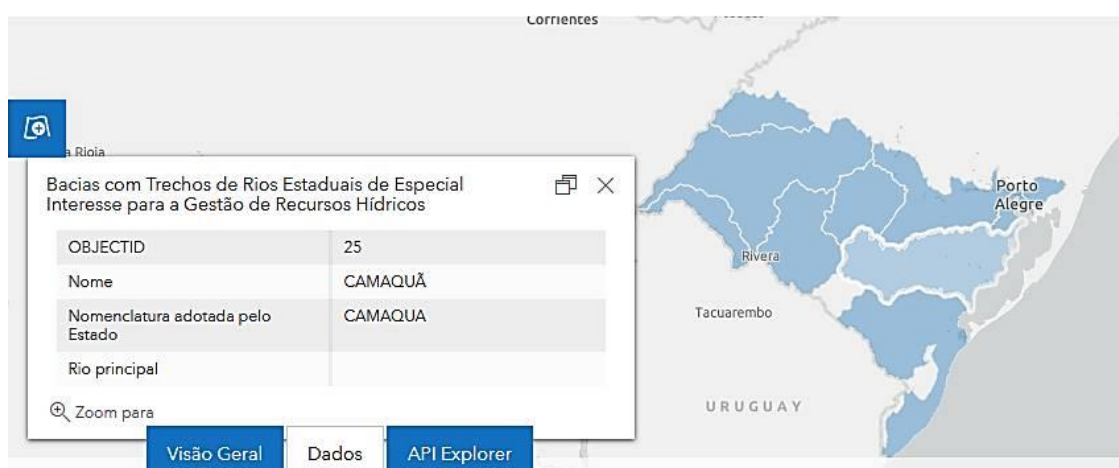 Corrientes
a Rioja
Bacias com Trechos de Rios Estaduais de Especial
Interesse para a Gestão de Recursos Hídricos
OBJECTID 25
Nome CAMAQUÃ
Nomenclatura adotada pelo CAMAQUA
Estado
Rio principal
Zoom para
Visão Geral Dados API Explorer
Porto
Alegre
Rivera
Tacuarembo
URUGUAY